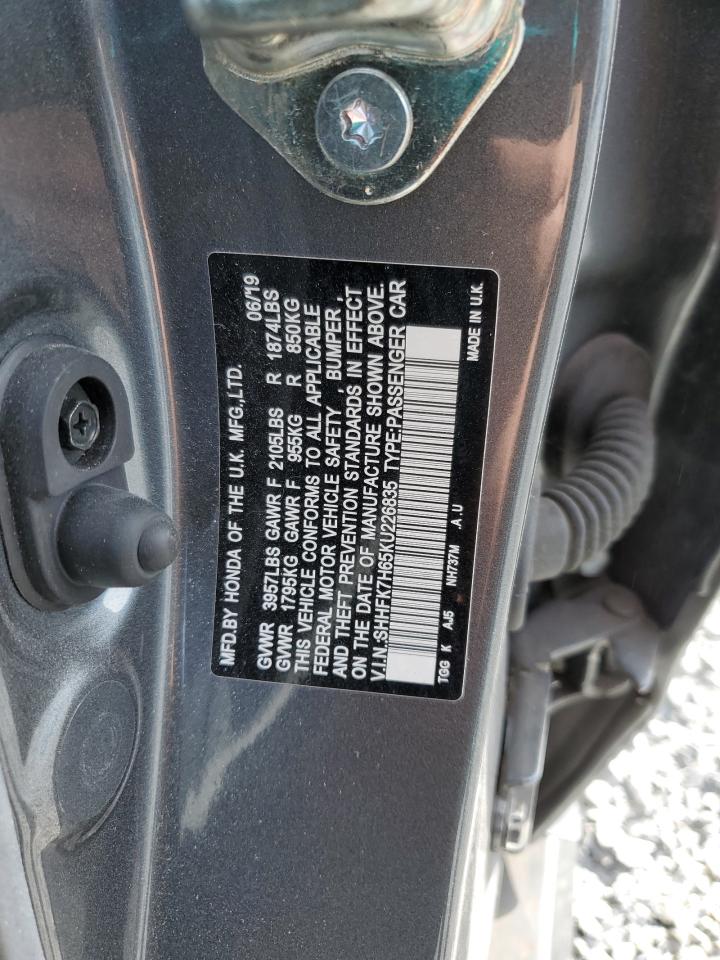 MFD.BY HONDA OF THE U.K. MFG.,LTD. 06/19
GVWR 3957LBS GAWR F 2105LBS R 1874LBS
GVWR 1795KG GAWR F 955KG R 850KG
THIS VEHICLE CONFORMS TO ALL APPLICABLE
FEDERAL MOTOR VEHICLE SAFETY , BUMPER ,
AND THEFT PREVENTION STANDARDS IN EFFECT
ON THE DATE OF MANUFACTURE SHOWN ABOVE.
V.I.N.:SHHFK7H65KU226835 TYPE:PASSENGER CAR
TGG K AJ5 NH737M .A.U MADE IN U.K.